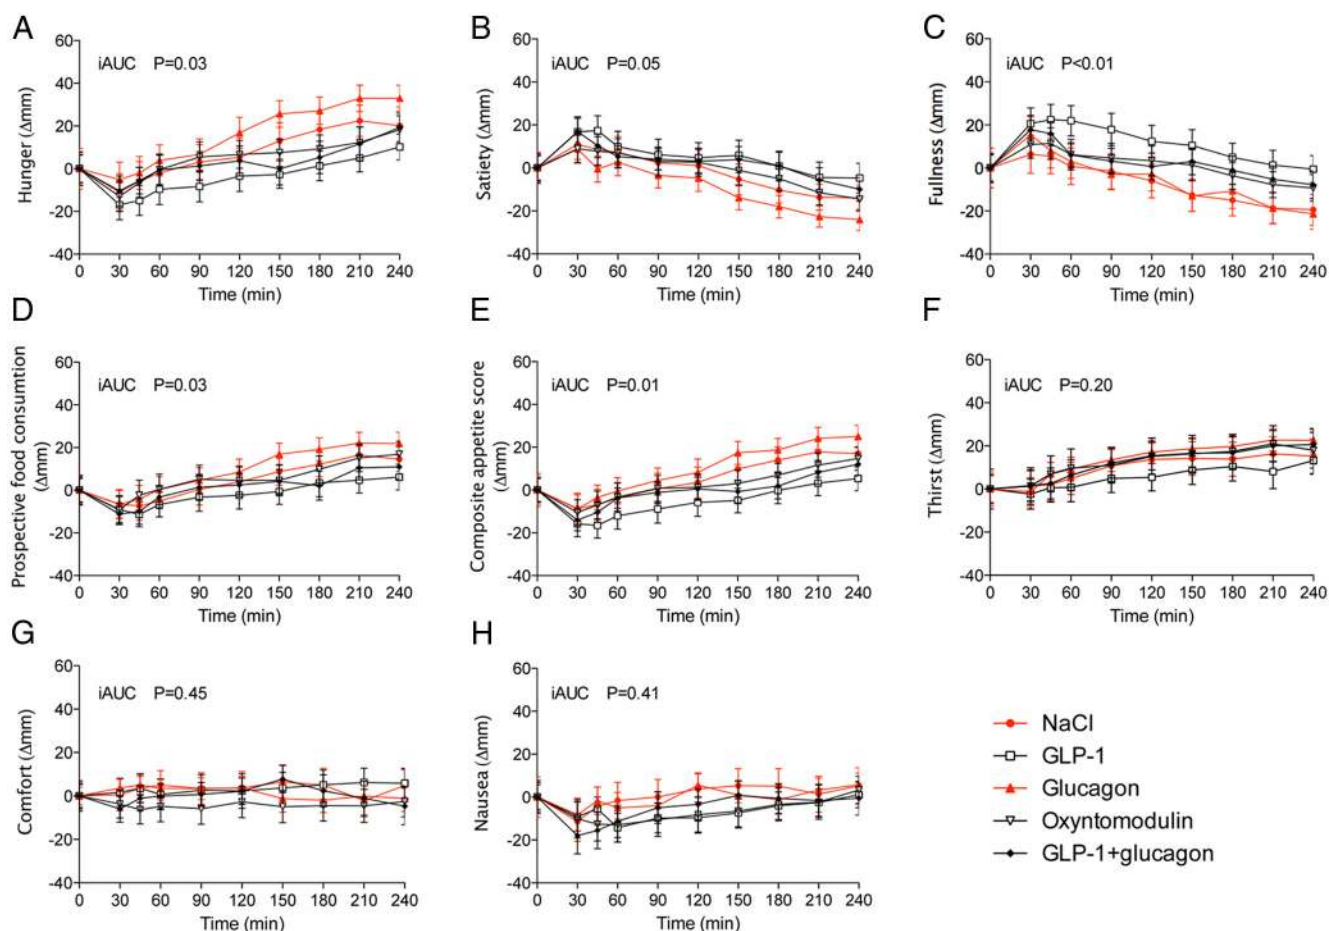 A
60
40
20
0
-20
-40
Hunger (Δmm)
iAUC P=0.03
0 30 60 90 120 150 180 210 240
Time (min)
B
60
40
20
0
-20
-40
Satiety (Δmm)
iAUC P=0.05
0 30 60 90 120 150 180 210 240
Time (min)
C
60
40
20
0
-20
-40
Fullness (Δmm)
iAUC P<0.01
0 30 60 90 120 150 180 210 240
Time (min)
D
60
40
20
0
-20
-40
Prospective food consumtion
(Δmm)
iAUC P=0.03
0 30 60 90 120 150 180 210 240
Time (min)
E
60
40
20
0
-20
-40
Composite appetite score
(Δmm)
iAUC P=0.01
0 30 60 90 120 150 180 210 240
Time (min)
F
60
40
20
0
-20
-40
Thirst (Δmm)
iAUC P=0.20
0 30 60 90 120 150 180 210 240
Time (min)
G
60
40
20
0
-20
-40
Comfort (Δmm)
iAUC P=0.45
0 30 60 90 120 150 180 210 240
Time (min)
H
60
40
20
0
-20
-40
Nausea (Δmm)
iAUC P=0.41
0 30 60 90 120 150 180 210 240
Time (min)
NaCl
GLP-1
Glucagon
Oxyntomodulin
GLP-1+glucagon